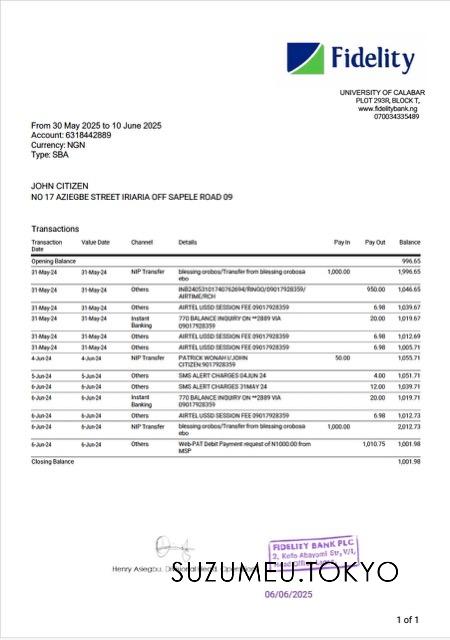 Fidelity
UNIVERSITY OF CALABAR
PLOT 293R, BLOCK T,
www.fidelitybank.ng
070034335489
From 30 May 2025 to 10 June 2025
Account: 6318442889
Currency: NGN
Type: SBA
JOHN CITIZEN
NO 17 AZIEGBE STREET IRIARIA OFF SAPELE ROAD 09
Transactions
Transaction Date Value Date Channel Details Pay In Pay Out Balance
Opening Balance 996.65
31-May-24 31-May-24 NIP Transfer blessing orobos/Transfer from blessing orobosa 1,000.00 1,996.65
ebo
31-May-24 31-May-24 Others INB24053101740762694/RINGO/09017928359/ 950.00 1,046.65
AIRTIME/RCH
31-May-24 31-May-24 Others AIRTEL USSD SESSION FEE 09017928359 6.98 1,039.67
31-May-24 31-May-24 Instant Banking 770 BALANCE INQUIRY ON **2889 VIA 20.00 1,019.67
09017928359
31-May-24 31-May-24 Others AIRTEL USSD SESSION FEE 09017928359 6.98 1,012.69
31-May-24 31-May-24 Others AIRTEL USSD SESSION FEE 09017928359 6.98 1,005.71
4-Jun-24 4-Jun-24 NIP Transfer PATRICK WONAH I/JOHN 50.00 1,055.71
CITIZEN:9017928359
5-Jun-24 5-Jun-24 Others SMS ALERT CHARGES 04JUN 24 4.00 1,051.71
6-Jun-24 6-Jun-24 Others SMS ALERT CHARGES 31MAY 24 12.00 1,039.71
6-Jun-24 6-Jun-24 Instant Banking 770 BALANCE INQUIRY ON **2889 VIA 20.00 1,019.71
09017928359
6-Jun-24 6-Jun-24 Others AIRTEL USSD SESSION FEE 09017928359 6.98 1,012.73
6-Jun-24 6-Jun-24 NIP Transfer blessing orobos/Transfer from blessing orobosa 1,000.00 2,012.73
ebo
6-Jun-24 6-Jun-24 Others Web-PAT Debit Payment request of N1000.00 from 1,010.75 1,001.98
MSP
Closing Balance 1,001.98
FIDELITY BANK PLC
2, Kofo Abayomi Str, V/I,
Henry Asiegbu,
SUZUMEU.TOKYO
06/06/2025
1 of 1